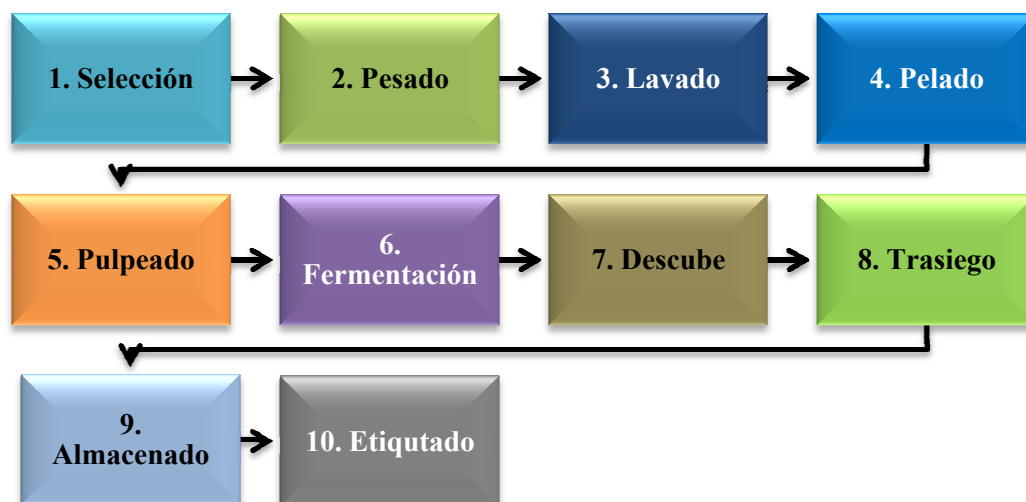 1. Selección
2. Pesado
3. Lavado
4. Pelado
5. Pulpeado
6.
Fermentación
7. Descube
8. Trasiego
9.
Almacenado
10. Etiqutado